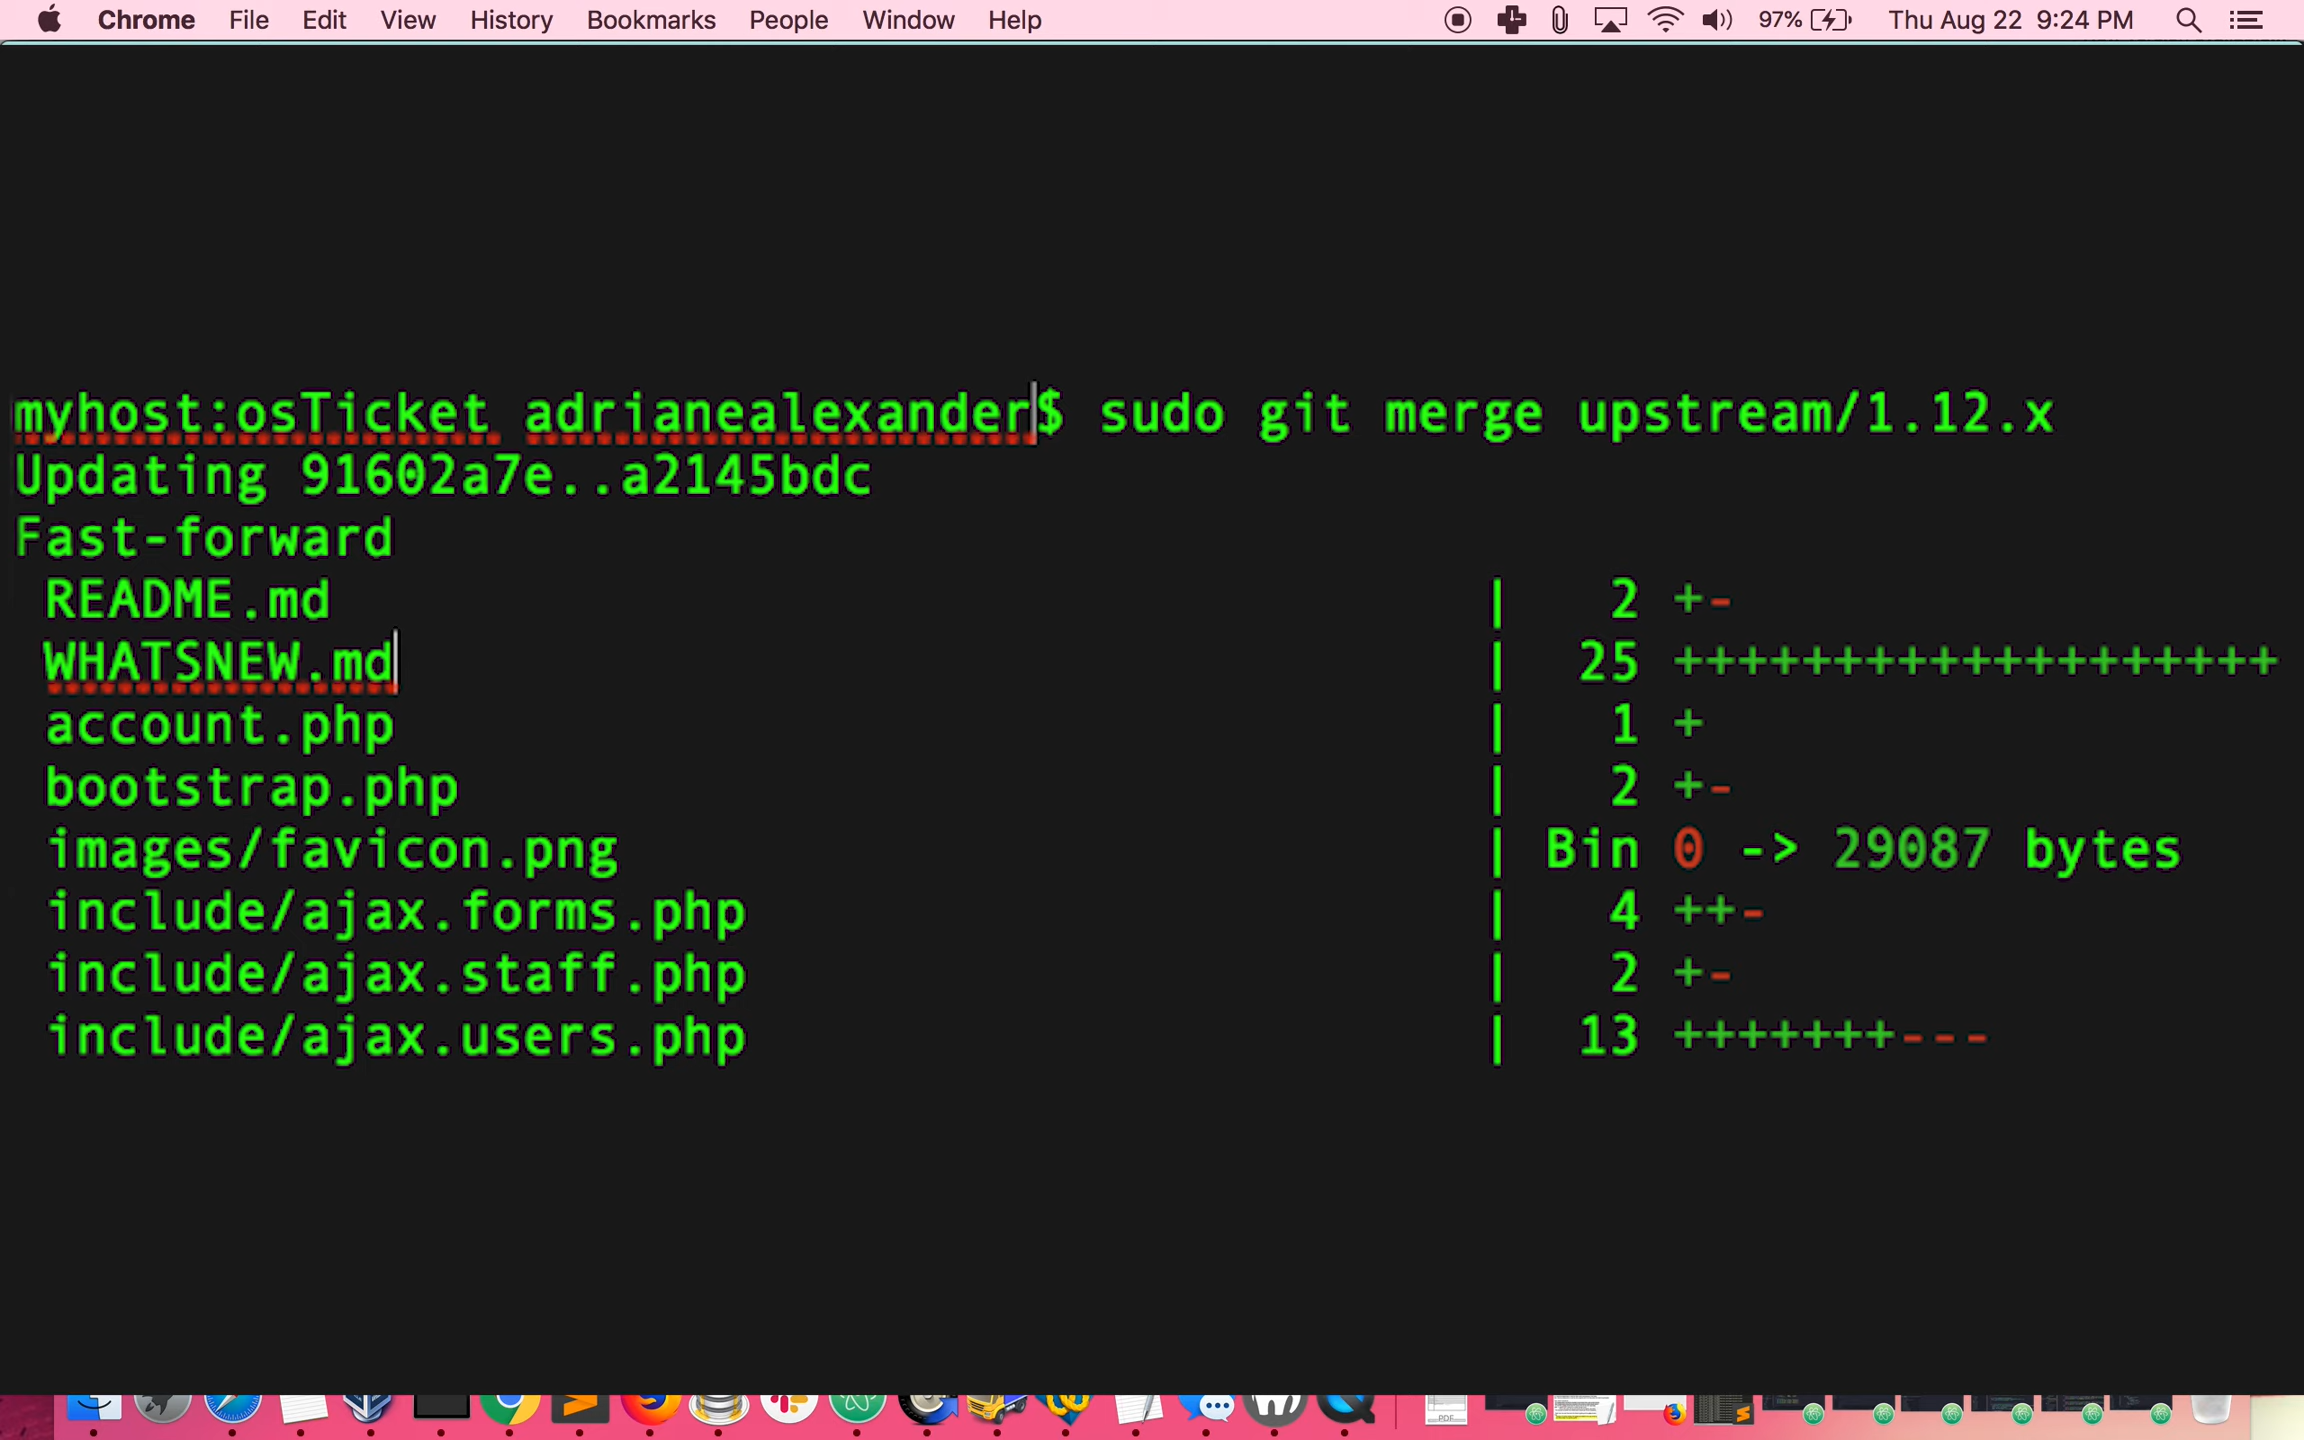 Chrome File Edit View History Bookmarks People Window Help 97% Thu Aug 22 9:24 PM
myhost:osTicket adrianealexander$ sudo git merge upstream/1.12.x
Updating 91602a7e..a2145bdc
Fast-forward
README.md | 2 +-
WHATSNEW.md | 25 +++++++++++++++++++
account.php | 1 +
bootstrap.php | 2 +-
images/favicon.png | Bin 0 -> 29087 bytes
include/ajax.forms.php | 4 ++-
include/ajax.staff.php | 2 +-
include/ajax.users.php | 13 +++++++---
PDF